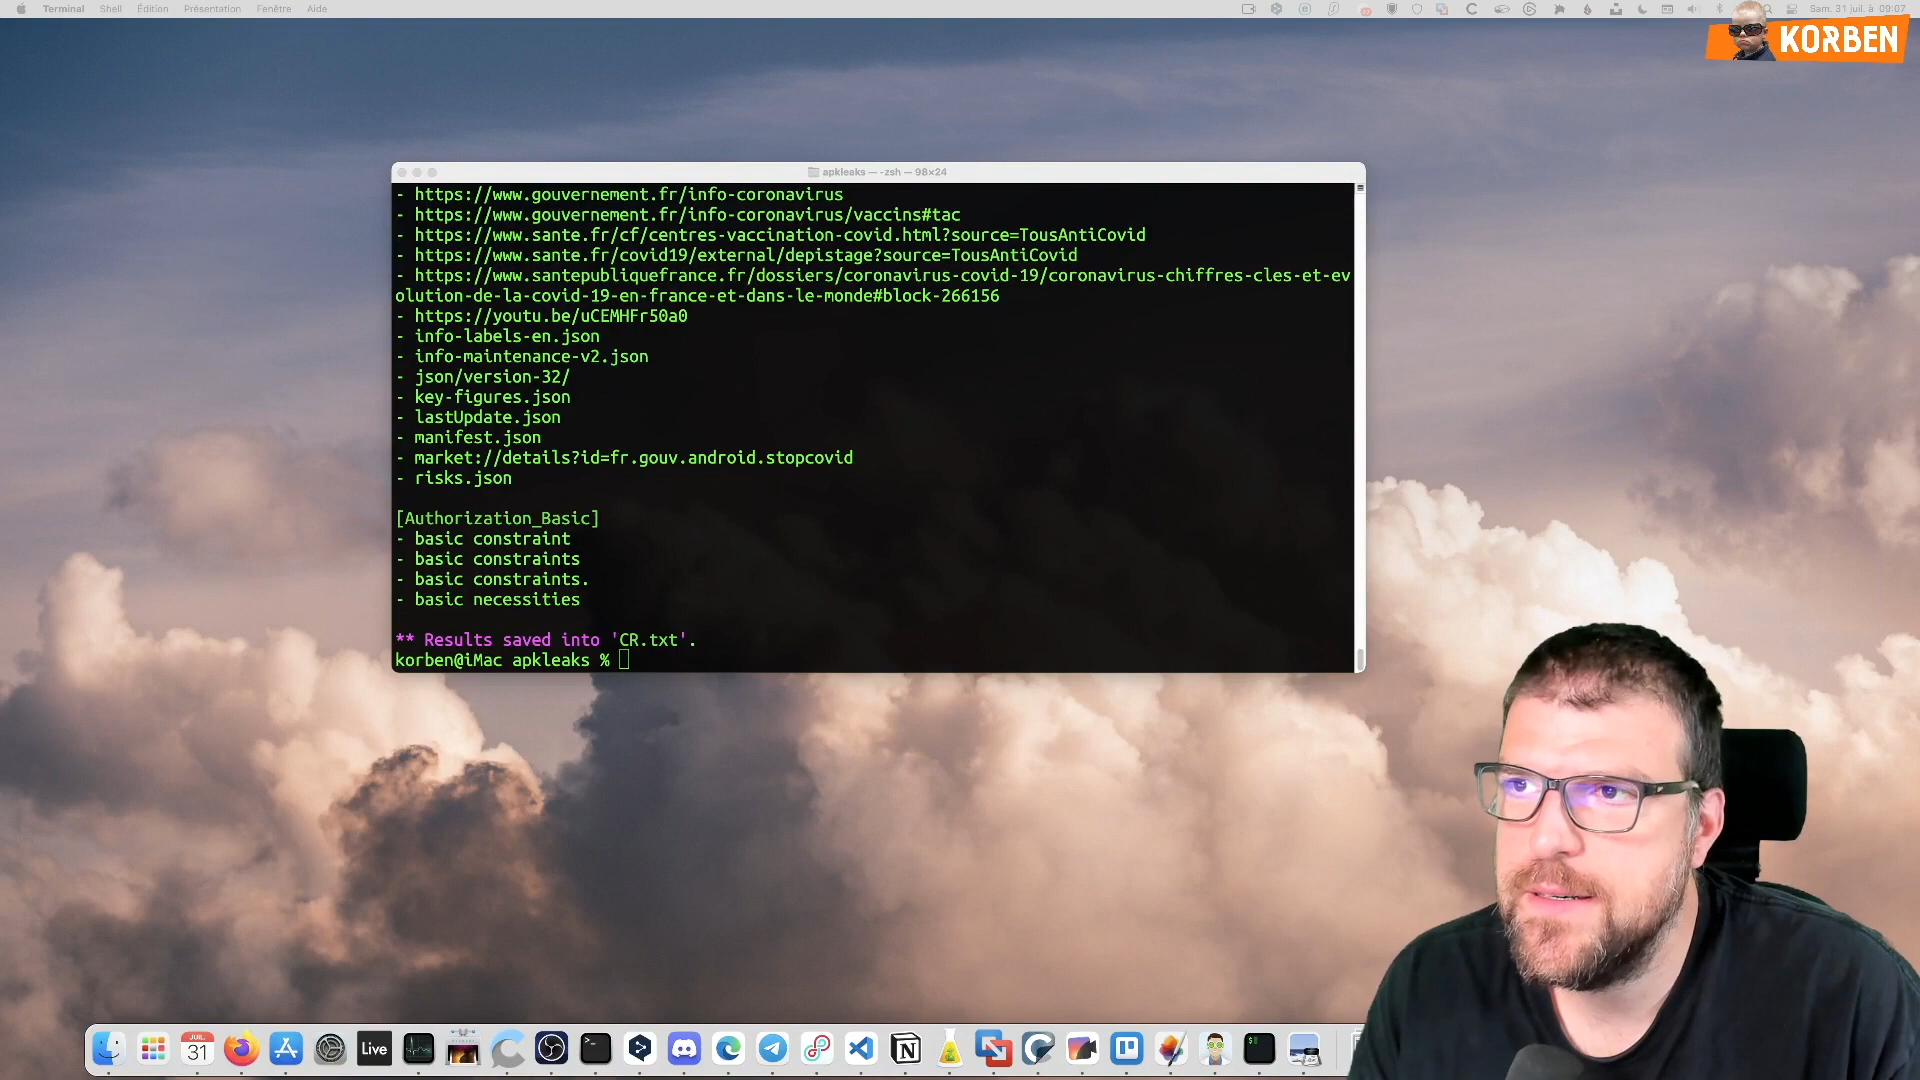 Terminal Shell Édition Présentation Fenêtre Aide
Sam. 31 juil. à 09:07
KORBEN
apkleaks — -zsh — 98×24
- https://www.gouvernement.fr/info-coronavirus
- https://www.gouvernement.fr/info-coronavirus/vaccins#tac
- https://www.sante.fr/cf/centres-vaccination-covid.html?source=TousAntiCovid
- https://www.sante.fr/covid19/external/depistage?source=TousAntiCovid
- https://www.santepubliquefrance.fr/dossiers/coronavirus-covid-19/coronavirus-chiffres-cles-et-ev
olution-de-la-covid-19-en-france-et-dans-le-monde#block-266156
- https://youtu.be/uCEMHFr50a0
- info-labels-en.json
- info-maintenance-v2.json
- json/version-32/
- key-figures.json
- lastUpdate.json
- manifest.json
- market://details?id=fr.gouv.android.stopcovid
- risks.json
[Authorization_Basic]
- basic constraint
- basic constraints
- basic constraints.
- basic necessities
** Results saved into 'CR.txt'.
korben@iMac apkleaks %
JUIL.
31
Live